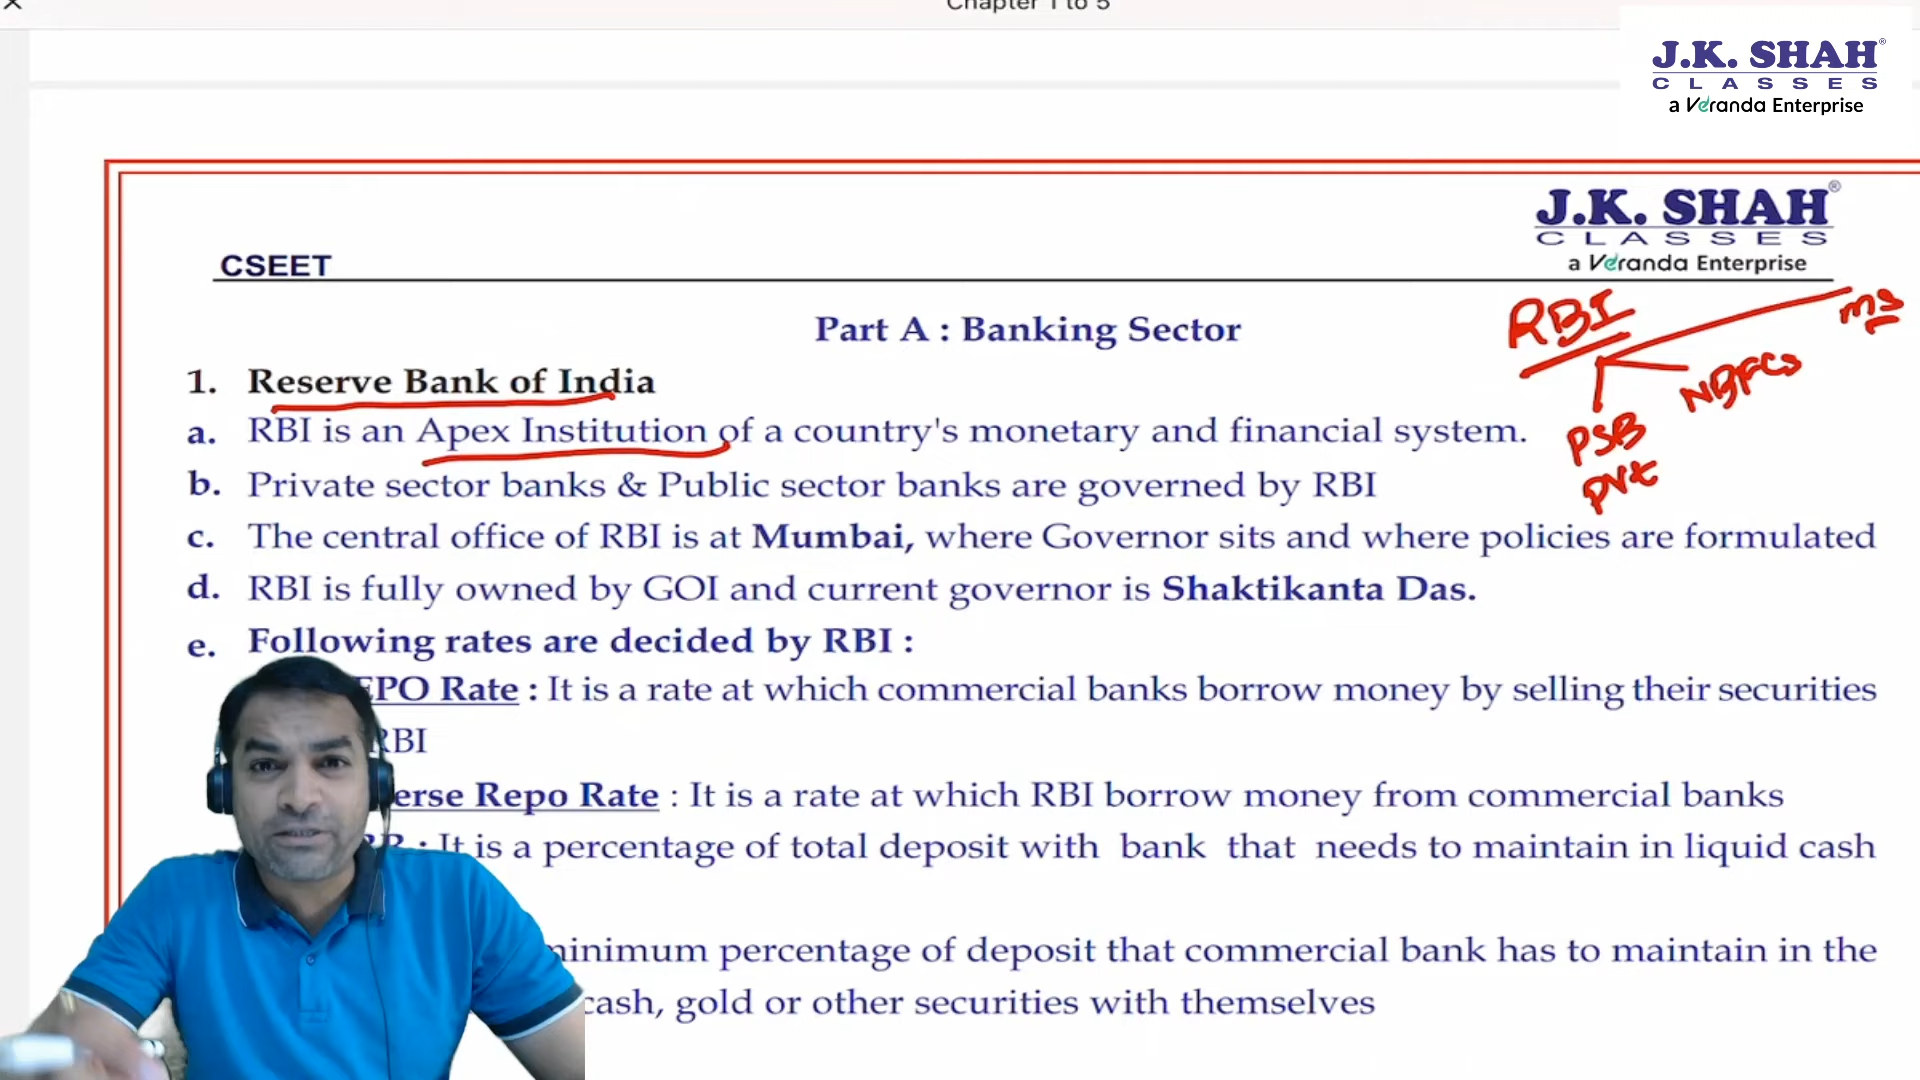 Chapter 1 to 5
J.K. SHAH®
CLASSES
a Veranda Enterprise
J.K. SHAH®
CLASSES
a Veranda Enterprise
CSEET
RBI
ms
Part A : Banking Sector
NBFCs
1. Reserve Bank of India
a. RBI is an Apex Institution of a country's monetary and financial system.
PSB
b. Private sector banks & Public sector banks are governed by RBI
Pvt
c. The central office of RBI is at Mumbai, where Governor sits and where policies are formulated
d. RBI is fully owned by GOI and current governor is Shaktikanta Das.
e. Following rates are decided by RBI :
EPO Rate : It is a rate at which commercial banks borrow money by selling their securities
RBI
erse Repo Rate : It is a rate at which RBI borrow money from commercial banks
: It is a percentage of total deposit with bank that needs to maintain in liquid cash
minimum percentage of deposit that commercial bank has to maintain in the
cash, gold or other securities with themselves